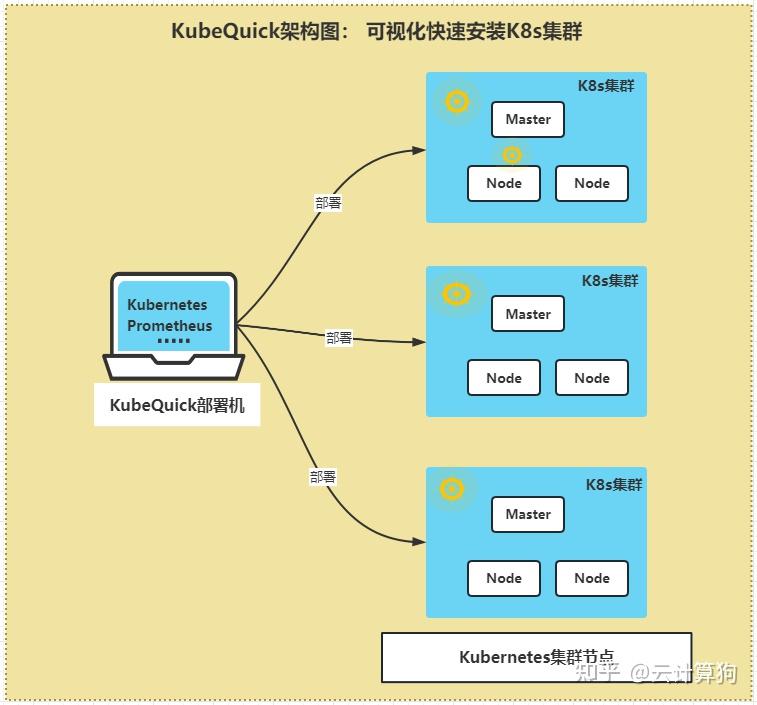 KubeQuick架构图： 可视化快速安装K8s集群
K8s集群
Master
Node
Node
部署
Kubernetes
Prometheus
KubeQuick部署机
部署
K8s集群
Master
Node
Node
部署
K8s集群
Master
Node
Node
Kubernetes集群节点
知乎 @云计算狗